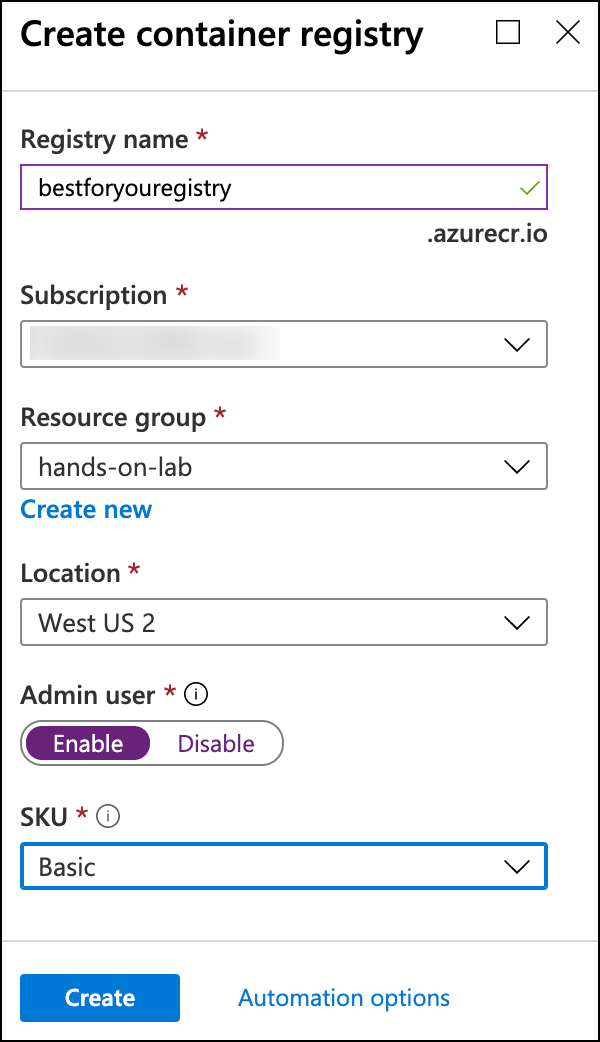 Create container registry
Registry name *
bestforyouregistry
.azurecr.io
Subscription *
Resource group *
hands-on-lab
Create new
Location *
West US 2
Admin user *
Enable Disable
SKU *
Basic
Create Automation options